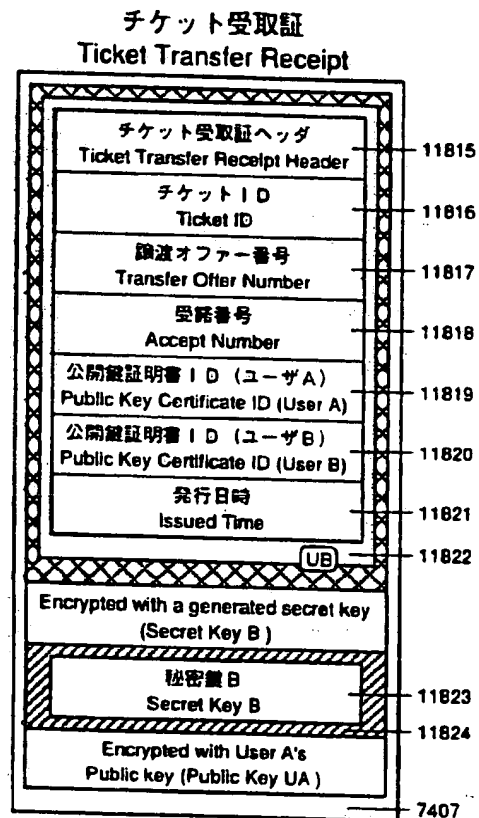 チケット受取証
Ticket Transfer Receipt
チケット受取証ヘッダ
Ticket Transfer Receipt Header
11815
チケットID
Ticket ID
11816
譲渡オファー番号
Transfer Offer Number
11817
受諾番号
Accept Number
11818
公開鍵証明書ID (ユーザA)
Public Key Certificate ID (User A)
11819
公開鍵証明書ID (ユーザB)
Public Key Certificate ID (User B)
11820
発行日時
Issued Time
11821
UB
11822
Encrypted with a generated secret key
(Secret Key B )
秘密鍵B
Secret Key B
11823
11824
Encrypted with User A's
Public key (Public Key UA )
7407